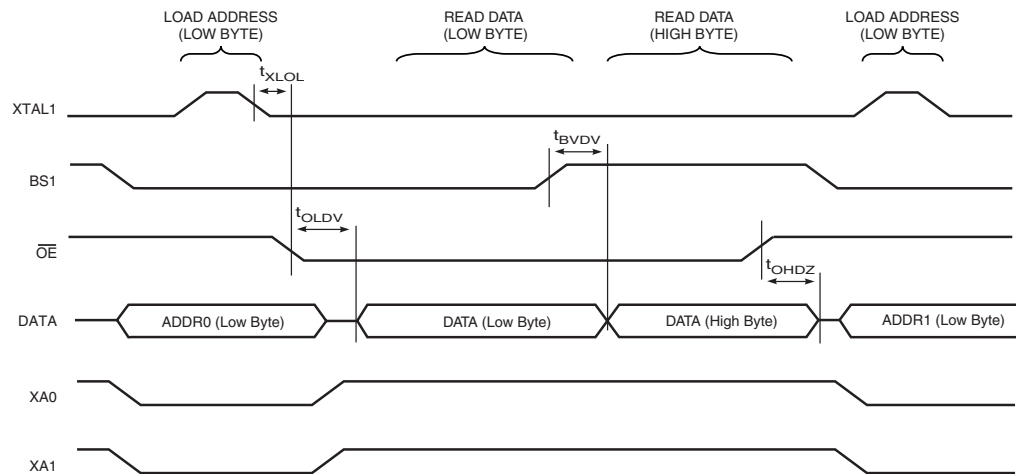 LOAD ADDRESS
(LOW BYTE)
READ DATA
(LOW BYTE)
READ DATA
(HIGH BYTE)
LOAD ADDRESS
(LOW BYTE)
tXLOL
XTAL1
tBVDV
BS1
tOLDV
OE
tOHDZ
DATA
ADDR0 (Low Byte)
DATA (Low Byte)
DATA (High Byte)
ADDR1 (Low Byte)
XA0
XA1